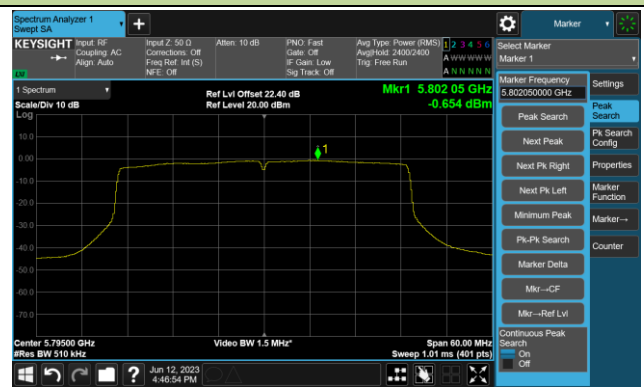 Spectrum Analyzer 1
Swept SA
+
Marker
KEYSIGHT
Input: RF
Coupling: AC
Align: Auto
Input Z: 50 Ω
Corrections: Off
Freq Ref: Int (S)
NFE: Off
Atten: 10 dB
PNO: Fast
Gate: Off
IF Gain: Low
Sig Track: Off
Avg Type: Power (RMS)
Avg|Hold: 2400/2400
Trig: Free Run
1 2 3 4 5 6
A W W W W W
A N N N N N
LW
Select Marker
Marker 1
1 Spectrum
Scale/Div 10 dB
Log
Ref Lvl Offset 22.40 dB
Ref Level 20.00 dBm
Mkr1 5.802 05 GHz
-0.654 dBm
10.0
0.00
-10.0
-20.0
-30.0
-40.0
-50.0
-60.0
-70.0
1
Center 5.79500 GHz
#Res BW 510 kHz
Video BW 1.5 MHz*
Span 60.00 MHz
Sweep 1.01 ms (401 pts)
Marker Frequency
5.802050000 GHz
Peak Search
Next Peak
Next Pk Right
Next Pk Left
Minimum Peak
Pk-Pk Search
Marker Delta
Mkr→CF
Mkr→Ref Lvl
Continuous Peak
Search
On
Off
Settings
Peak
Search
Pk Search
Config
Properties
Marker
Function
Marker→
Counter
?
Jun 12, 2023
4:46:54 PM